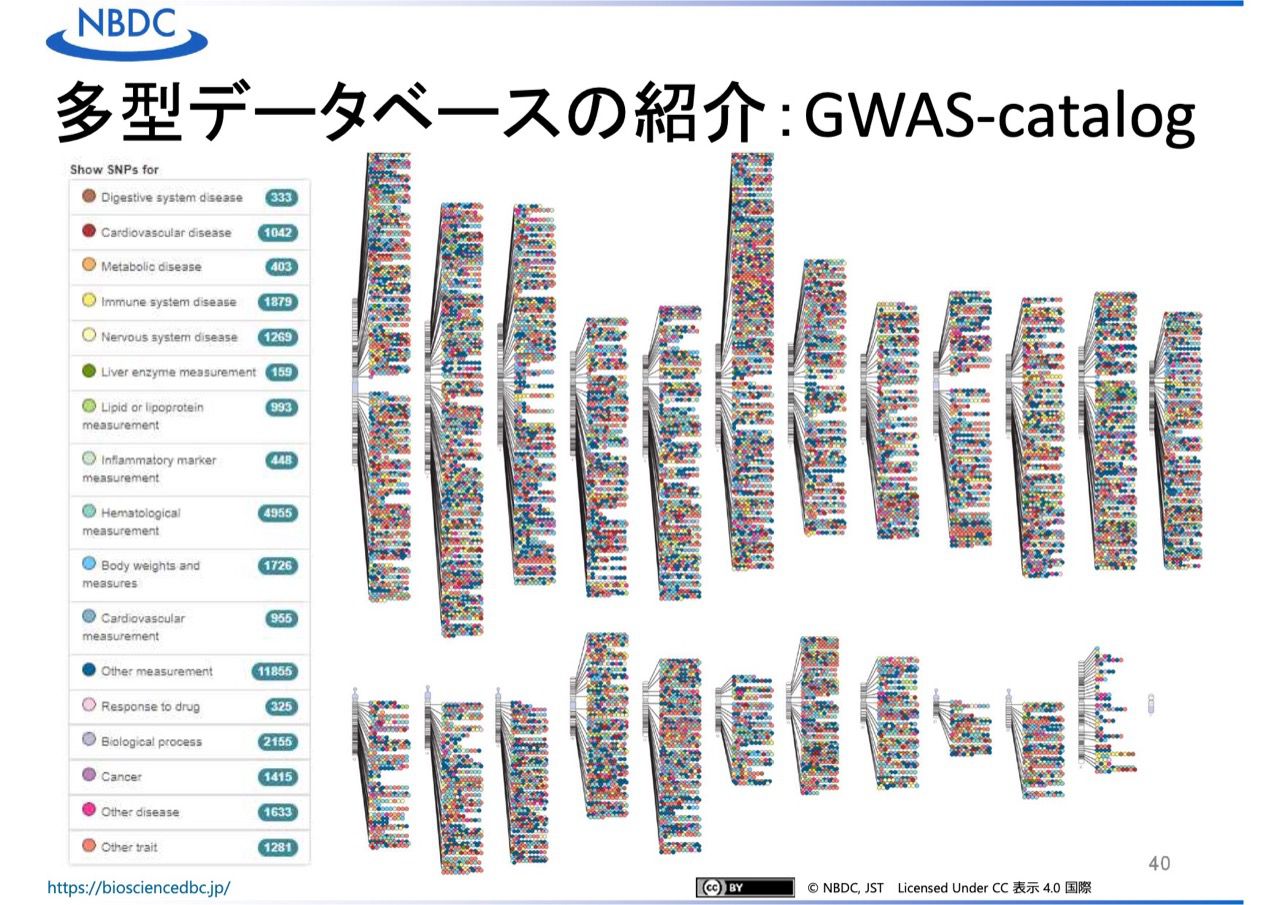 NBDC
多型データベースの紹介：GWAS-catalog
Show SNPs for
Digestive system disease 333
Cardiovascular disease 1042
Metabolic disease 403
Immune system disease 1879
Nervous system disease 1269
Liver enzyme measurement 159
Lipid or lipoprotein 993
measurement
Inflammatory marker 448
measurement
Hematological 4955
measurement
Body weights and 1726
measures
Cardiovascular 955
measurement
Other measurement 11855
Response to drug 325
Biological process 2155
Cancer 1415
Other disease 1633
Other trait 1281
40
https://biosciencedbc.jp/
cc BY
© NBDC, JST Licensed Under CC 表示 4.0 国際